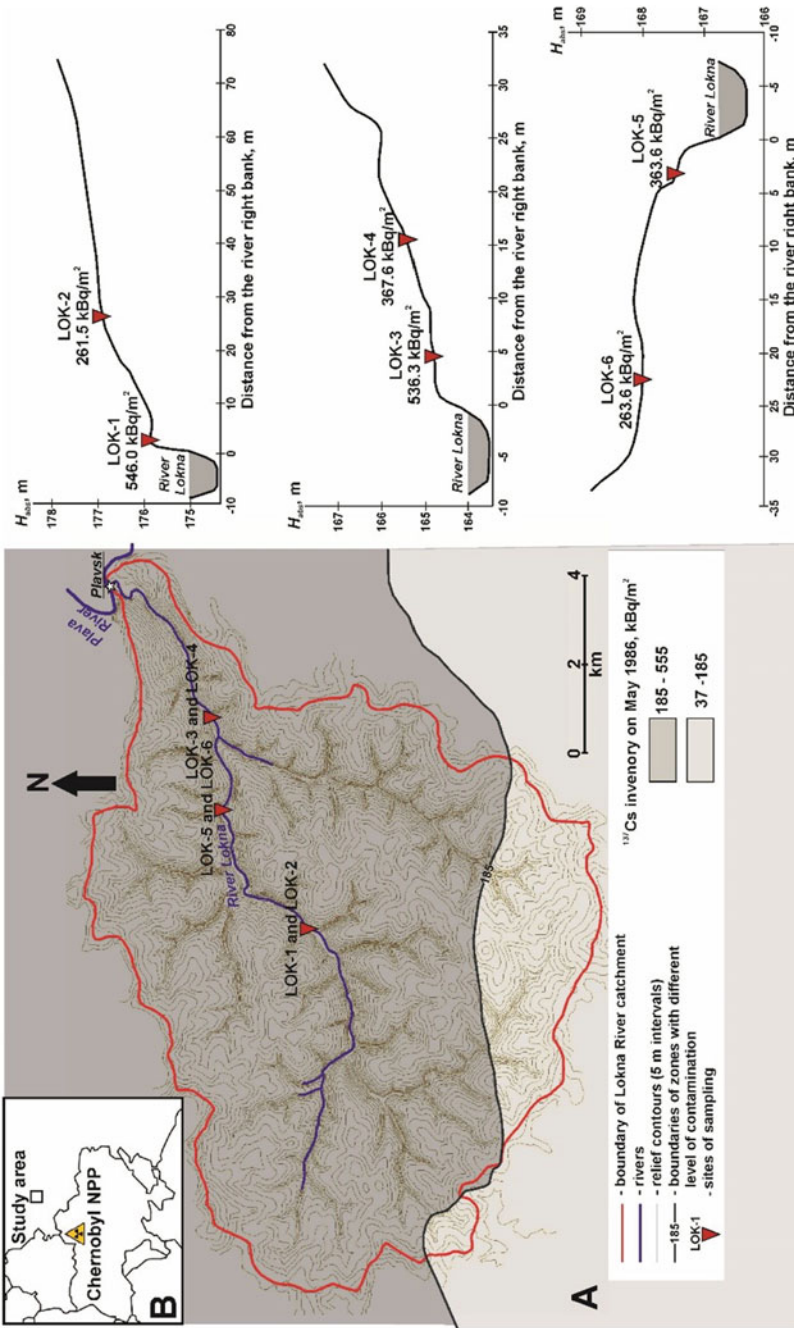 B
Study area
Chernobyl NPP
N
Plava
River
Plavsk
LOK-3 and LOK-4
LOK-5 and LOK-6
River Lokna
LOK-1 and LOK-2
185
A
0 2 4
km
- boundary of Lokna River catchment
- rivers
- relief contours (5 m intervals)
185 - boundaries of zones with different
level of contamination
LOK-1 - sites of sampling
¹³⁷Cs invenory on May 1986, kBq/m²
185 - 555
37 -185
Habs, m
178
177
176
175
LOK-1
546.0 kBq/m²
LOK-2
261.5 kBq/m²
River
Lokna
-10 0 10 20 30 40 50 60 70 80
Distance from the river right bank, m
Habs, m
167
166
165
164
LOK-3
536.3 kBq/m²
LOK-4
367.6 kBq/m²
River Lokna
-10 -5 0 5 10 15 20 25 30 35
Distance from the river right bank, m
Habs, m
169
168
167
166
LOK-6
263.6 kBq/m²
LOK-5
363.6 kBq/m²
River Lokna
-35 30 25 20 15 10 5 0 -5 -10
Distance from the river right bank, m